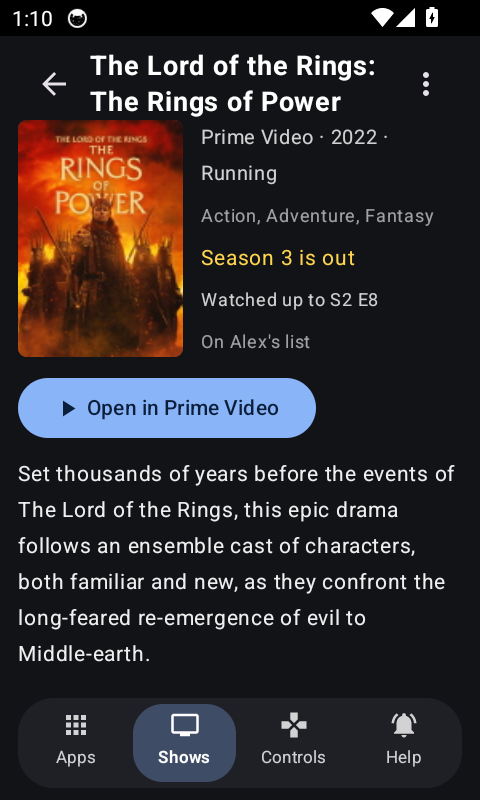 1:10
The Lord of the Rings:
The Rings of Power
THE LORD OF THE RINGS
THE
RINGS
OF
POWER
Prime Video · 2022 ·
Running
Action, Adventure, Fantasy
Season 3 is out
Watched up to S2 E8
On Alex's list
Open in Prime Video
Set thousands of years before the events of
The Lord of the Rings, this epic drama
follows an ensemble cast of characters,
both familiar and new, as they confront the
long-feared re-emergence of evil to
Middle-earth.
Apps
Shows
Controls
Help